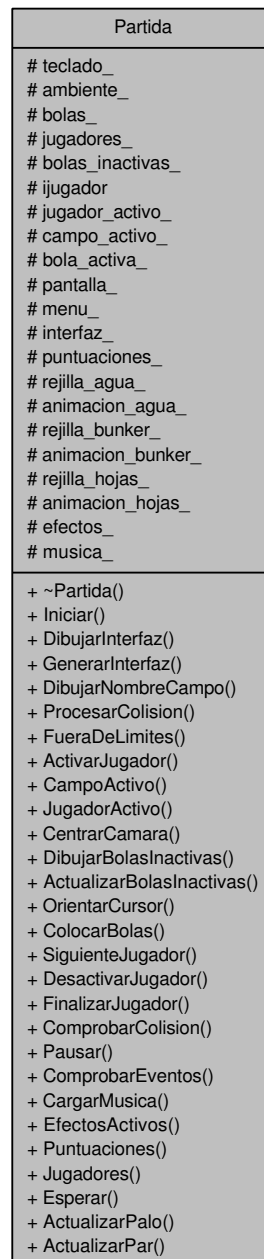 Partida
# teclado_
# ambiente_
# bolas_
# jugadores_
# bolas_inactivas_
# ijugador
# jugador_activo_
# campo_activo_
# bola_activa_
# pantalla_
# menu_
# interfaz_
# puntuaciones_
# rejilla_agua_
# animacion_agua_
# rejilla_bunker_
# animacion_bunker_
# rejilla_hojas_
# animacion_hojas_
# efectos_
# musica_
+ ~Partida()
+ Iniciar()
+ DibujarInterfaz()
+ GenerarInterfaz()
+ DibujarNombreCampo()
+ ProcesarColision()
+ FueraDeLimites()
+ ActivarJugador()
+ CampoActivo()
+ JugadorActivo()
+ CentrarCamara()
+ DibujarBolasInactivas()
+ ActualizarBolasInactivas()
+ OrientarCursor()
+ ColocarBolas()
+ SiguienteJugador()
+ DesactivarJugador()
+ FinalizarJugador()
+ ComprobarColision()
+ Pausar()
+ ComprobarEventos()
+ CargarMusica()
+ EfectosActivos()
+ Puntuaciones()
+ Jugadores()
+ Esperar()
+ ActualizarPalo()
+ ActualizarPar()